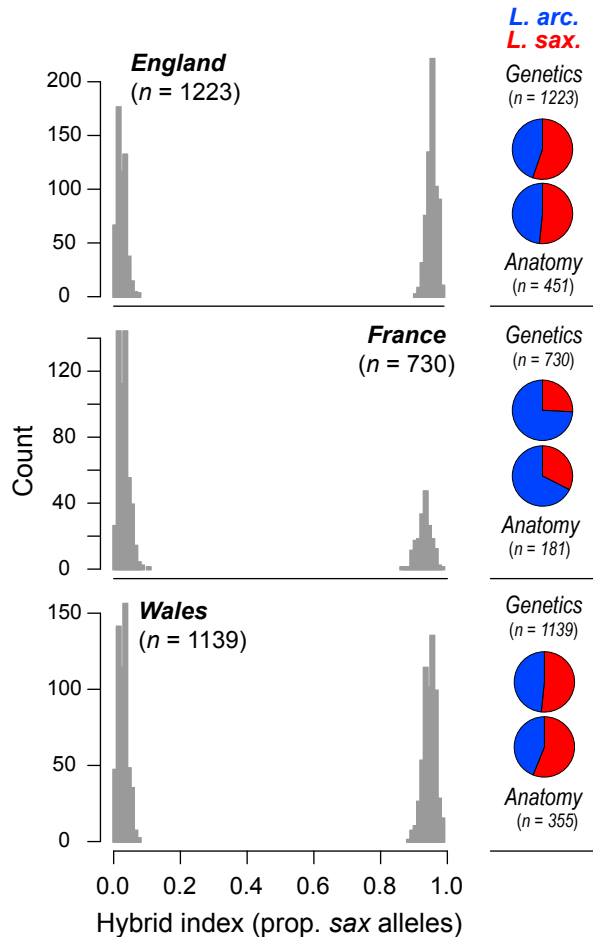 L. arc.
L. sax.
England
(n = 1223)
200
150
100
50
0
Genetics
(n = 1223)
Anatomy
(n = 451)
France
(n = 730)
120
80
40
0
Genetics
(n = 730)
Anatomy
(n = 181)
Count
Wales
(n = 1139)
150
100
50
0
Genetics
(n = 1139)
Anatomy
(n = 355)
0.0 0.2 0.4 0.6 0.8 1.0
Hybrid index (prop. sax alleles)